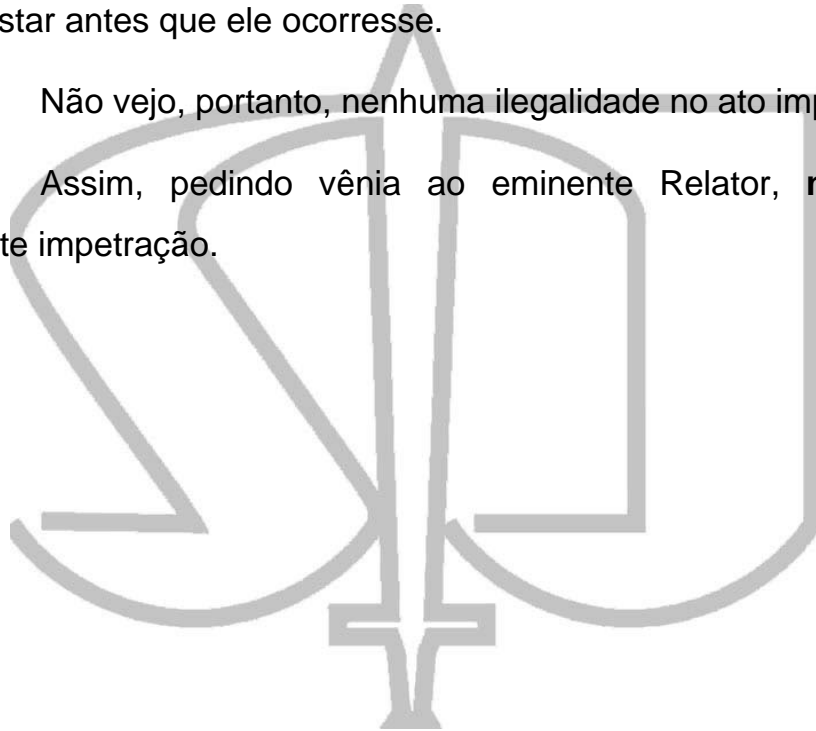 star antes que ele ocorresse.
Não vejo, portanto, nenhuma ilegalidade no ato imp
Assim, pedindo vênia ao eminente Relator,
te impetração.